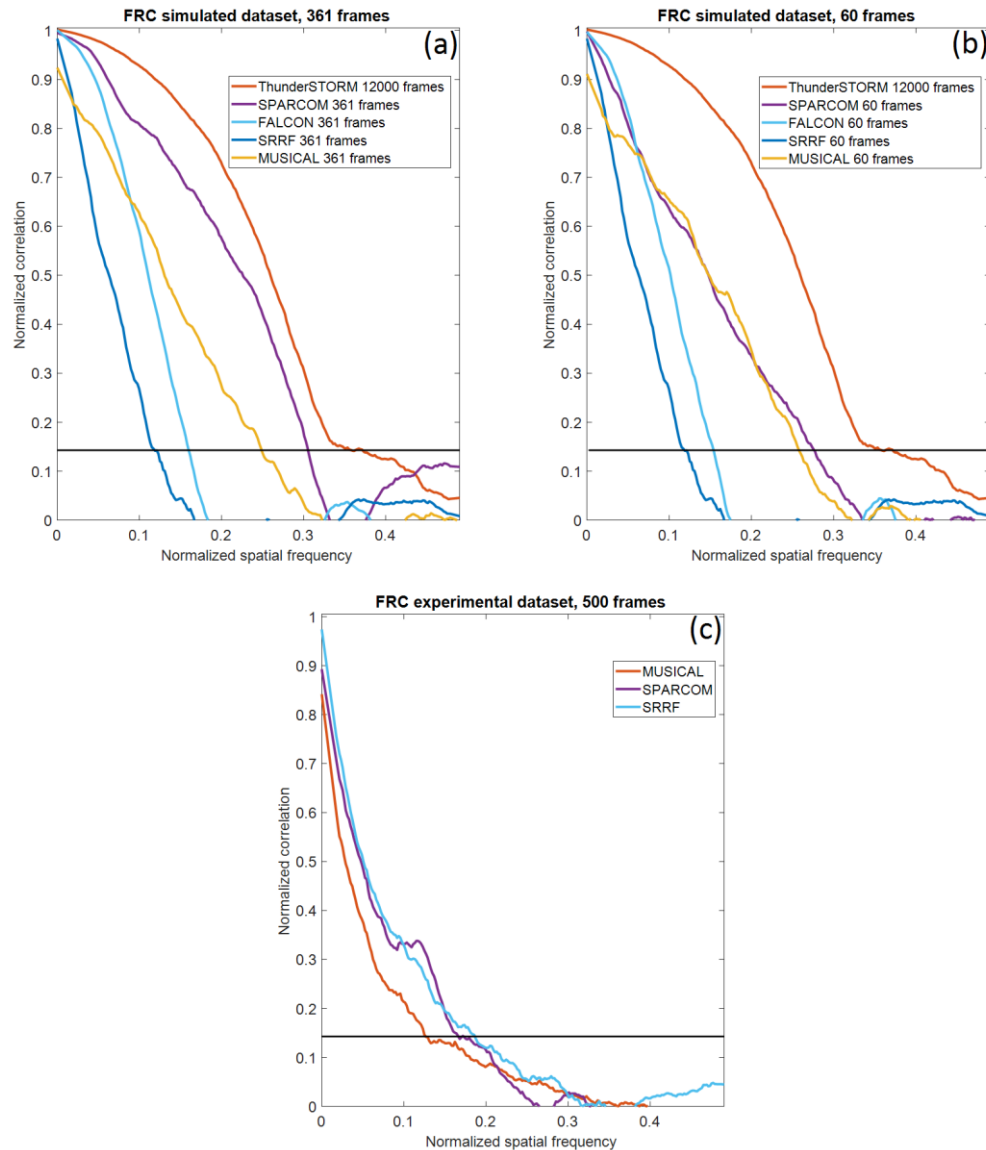 FRC simulated dataset, 361 frames
(a)
ThunderSTORM 12000 frames
SPARCOM 361 frames
FALCON 361 frames
SRRF 361 frames
MUSICAL 361 frames
Normalized correlation
1
0.9
0.8
0.7
0.6
0.5
0.4
0.3
0.2
0.1
0
0
0.1
0.2
0.3
0.4
Normalized spatial frequency
FRC simulated dataset, 60 frames
(b)
ThunderSTORM 12000 frames
SPARCOM 60 frames
FALCON 60 frames
SRRF 60 frames
MUSICAL 60 frames
Normalized correlation
1
0.9
0.8
0.7
0.6
0.5
0.4
0.3
0.2
0.1
0
0
0.1
0.2
0.3
0.4
Normalized spatial frequency
FRC experimental dataset, 500 frames
(c)
MUSICAL
SPARCOM
SRRF
Normalized correlation
1
0.9
0.8
0.7
0.6
0.5
0.4
0.3
0.2
0.1
0
0
0.1
0.2
0.3
0.4
Normalized spatial frequency